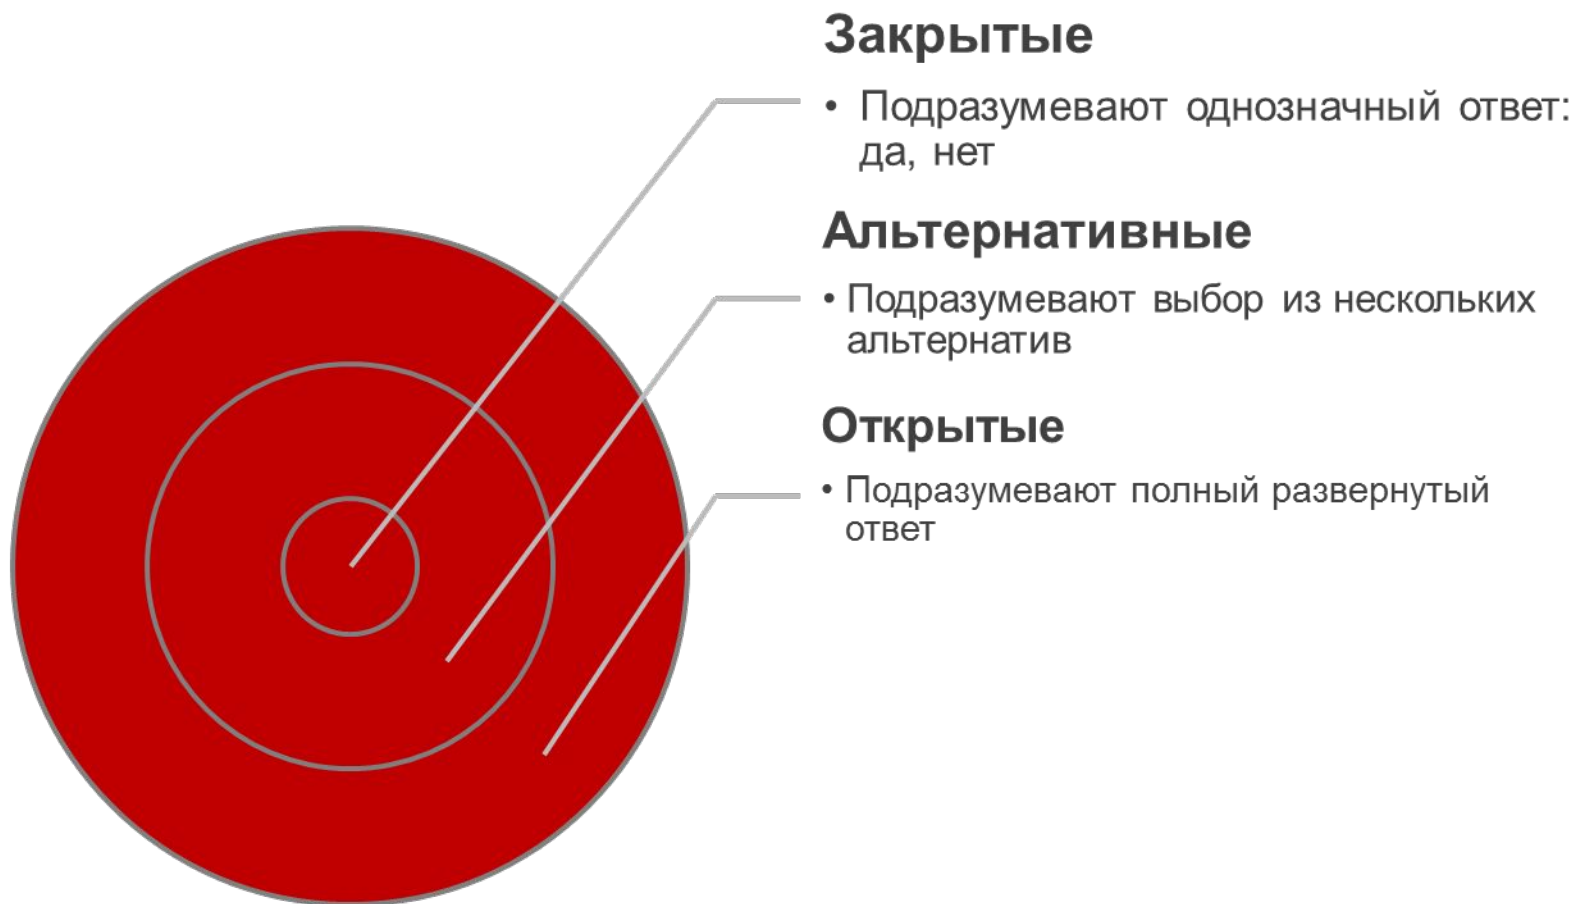 Закрытые
• Подразумевают однозначный ответ:
да, нет
Альтернативные
• Подразумевают выбор из нескольких
альтернатив
Открытые
• Подразумевают полный развернутый
ответ